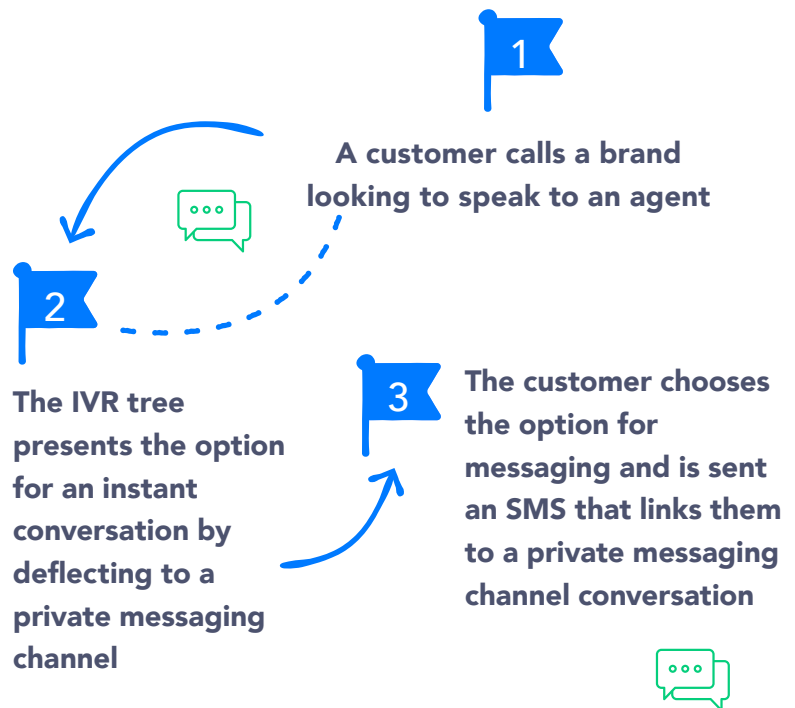 1
A customer calls a brand
looking to speak to an agent
2
The IVR tree
presents the option
for an instant
conversation by
deflecting to a
private messaging
channel
3
The customer chooses
the option for
messaging and is sent
an SMS that links them
to a private messaging
channel conversation